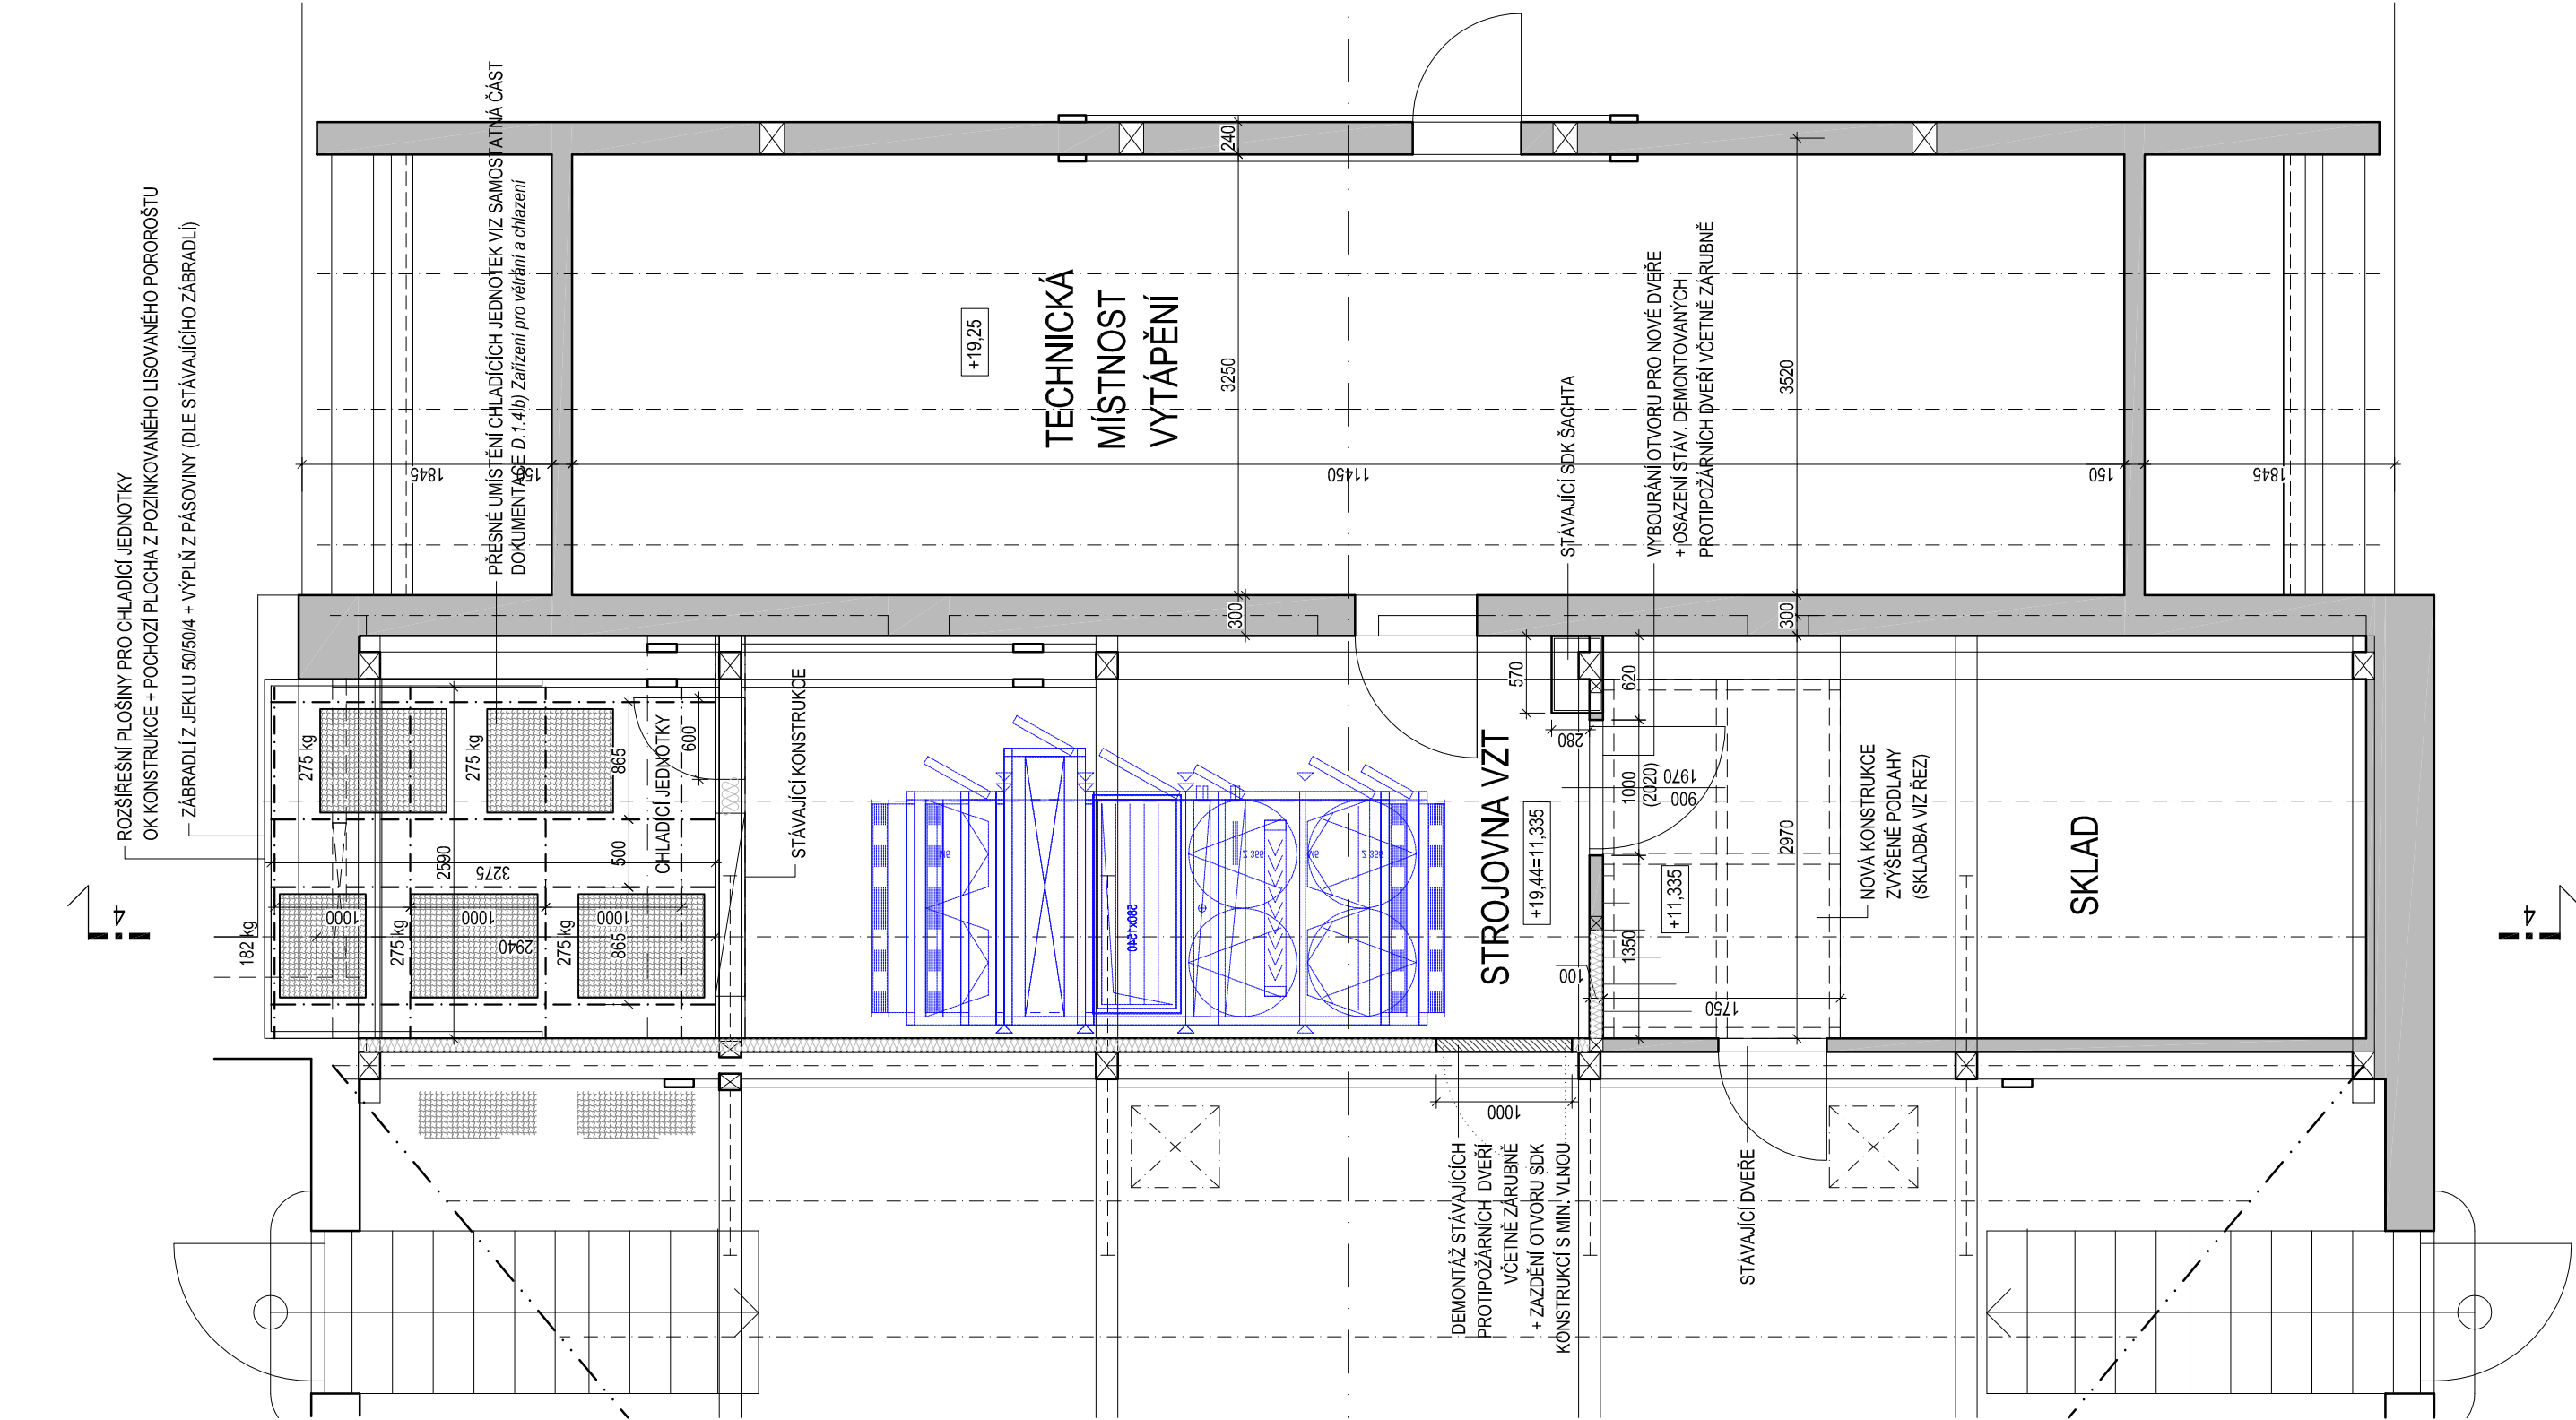 ROZŠÍŘEŠNÍ PLOŠINY PRO CHLADÍCÍ JEDNOTKY
OK KONSTRUKCE + POCHOZÍ PLOCHA Z POZINKOVANÉHO LISOVANÉHO POROROŠTU
ZÁBRADLÍ Z JEKLU 50/50/4 + VÝPLŇ Z PÁSOVINY (DLE STÁVAJÍCÍHO ZÁBRADLÍ)
PŘESNÉ UMÍSTĚNÍ CHLADÍCÍCH JEDNOTEK VIZ SAMOSTATNÁ ČÁST
DOKUMENTACE D.1.4.b) Zařízení pro větrání a chlazení
1845
150
11450
150
1845
240
3250
300
3520
300
+19,25
TECHNICKÁ
MÍSTNOST
VYTÁPĚNÍ
STÁVAJÍCÍ SDK ŠACHTA
VYBOURÁNÍ OTVORU PRO NOVÉ DVEŘE
+ OSAZENÍ STÁV. DEMONTOVANÝCH
PROTIPOŽÁRNÍCH DVEŘÍ VČETNĚ ZÁRUBNĚ
4
182 kg
275 kg
275 kg
275 kg
275 kg
1000
1000
1000
2940
3275
2590
865
500
865
600
CHLADÍCÍ JEDNOTKY
STÁVAJÍCÍ KONSTRUKCE
M5
580x1540
Z-355
M5
Z-355
STROJOVNA VZT
+19,44=11,335
570
280
620
1000
(2020)
1970
900
1350
100
1750
+11,335
2970
NOVÁ KONSTRUKCE
ZVÝŠENÉ PODLAHY
(SKLADBA VIZ ŘEZ)
SKLAD
4
1000
DEMONTÁŽ STÁVAJÍCÍCH
PROTIPOŽÁRNÍCH DVEŘÍ
VČETNĚ ZÁRUBNĚ
+ ZAZDĚNÍ OTVORU SDK
KONSTRUKCÍ S MIN. VLNOU
STÁVAJÍCÍ DVEŘE